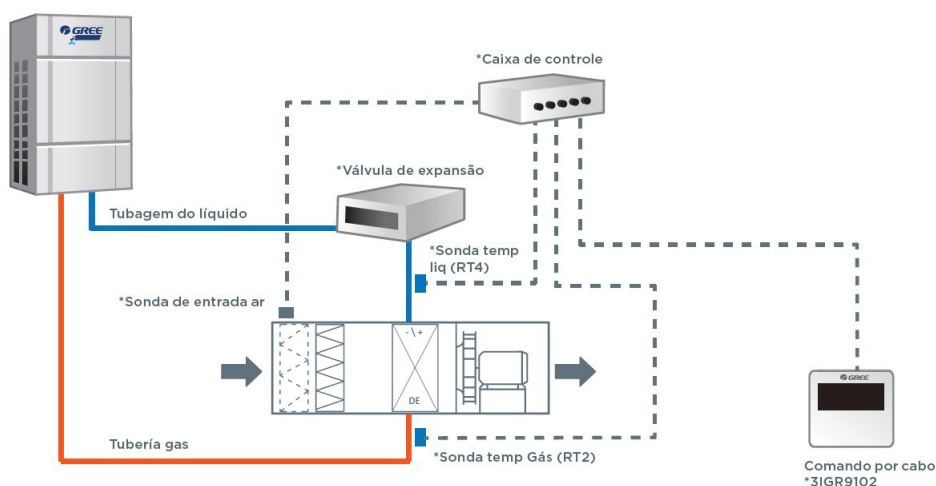 GREE
*Caixa de controle
*Válvula de expansão
Tubagem do líquido
*Sonda temp
liq (RT4)
*Sonda de entrada ar
- \ +
DE
GREE
Tubería gas
*Sonda temp Gás (RT2)
Comando por cabo
*3IGR9102